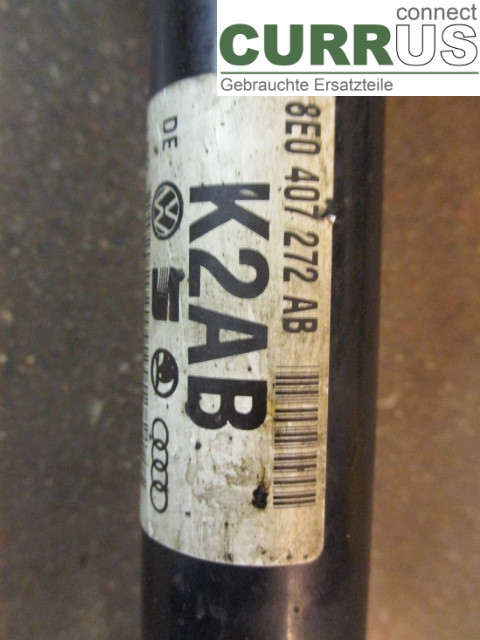 connect
CURRUS
Gebrauchte Ersatzteile
8E0 407 272 AB
K2AB
DE